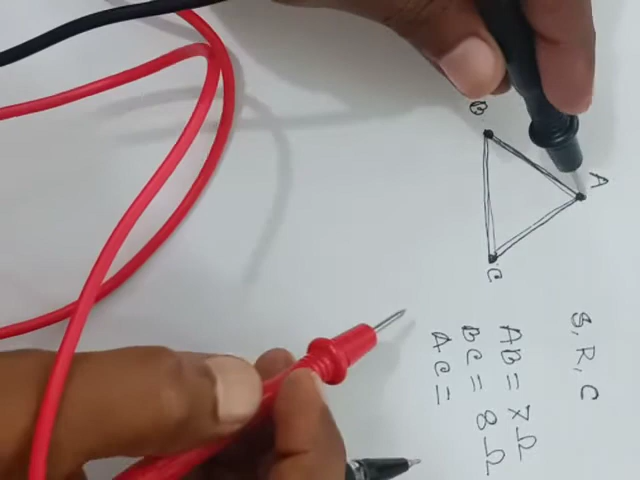 B
A
C
S, R, C
AB = 7Ω
BC = 8Ω
AC =